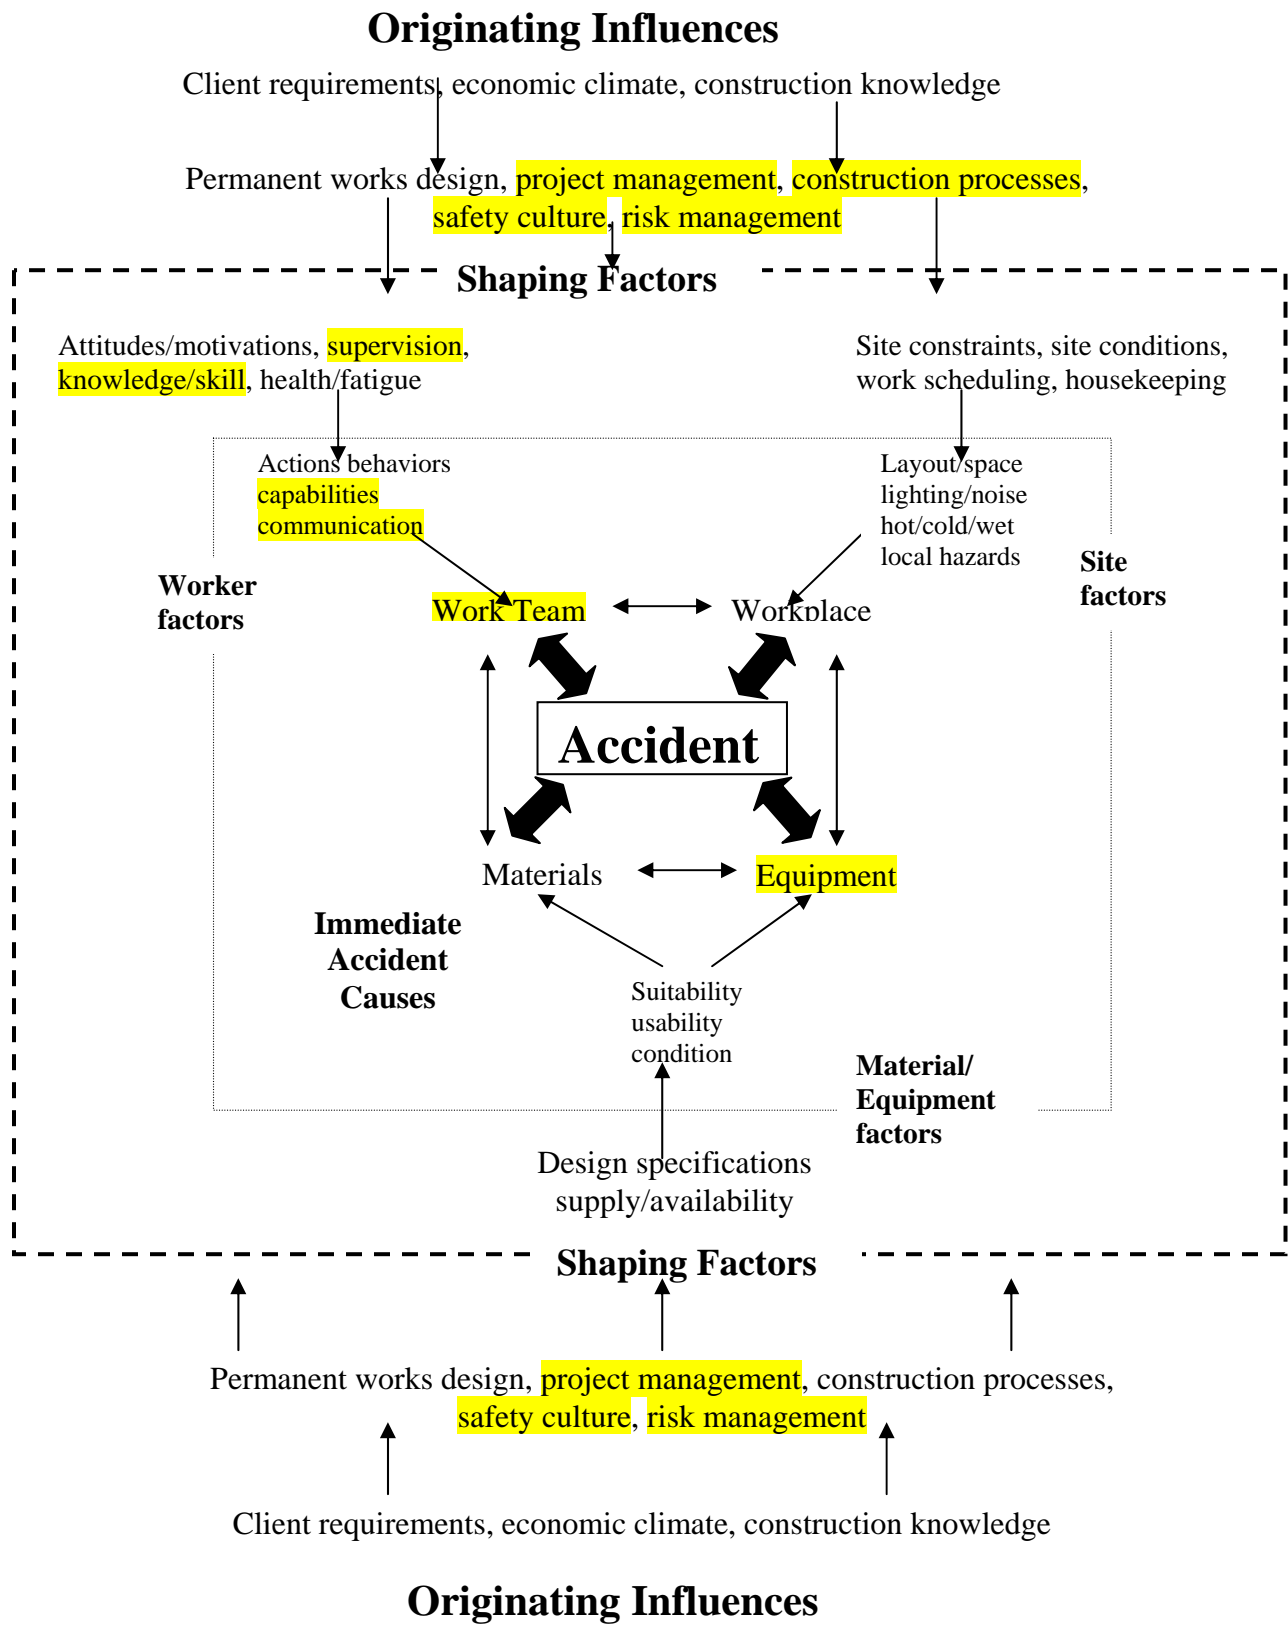 Originating Influences
Client requirements, economic climate, construction knowledge
Permanent works design, project management, construction processes,
safety culture, risk management
Shaping Factors
Attitudes/motivations, supervision,
knowledge/skill, health/fatigue
Site constraints, site conditions,
work scheduling, housekeeping
Actions behaviors
capabilities
communication
Layout/space
lighting/noise
hot/cold/wet
local hazards
Worker
factors
Site
factors
Work Team
Workplace
Accident
Materials
Equipment
Immediate
Accident
Causes
Suitability
usability
condition
Material/
Equipment
factors
Design specifications
supply/availability
Shaping Factors
Permanent works design, project management, construction processes,
safety culture, risk management
Client requirements, economic climate, construction knowledge
Originating Influences